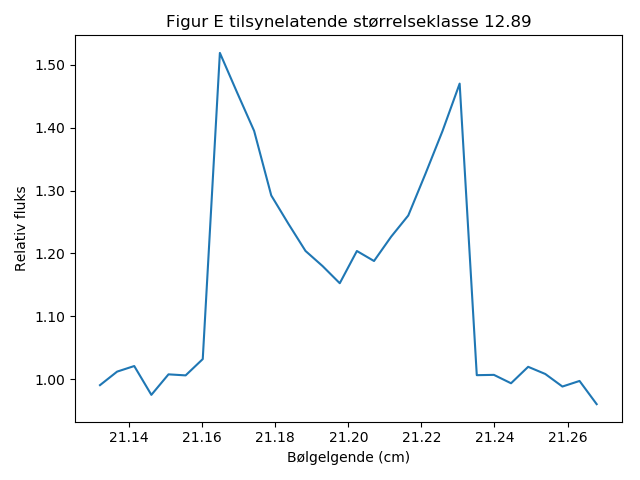 Figur E tilsynelatende størrelseklasse 12.89
1.50
1.40
1.30
1.20
1.10
1.00
Relativ fluks
21.14 21.16 21.18 21.20 21.22 21.24 21.26
Bølgelgende (cm)